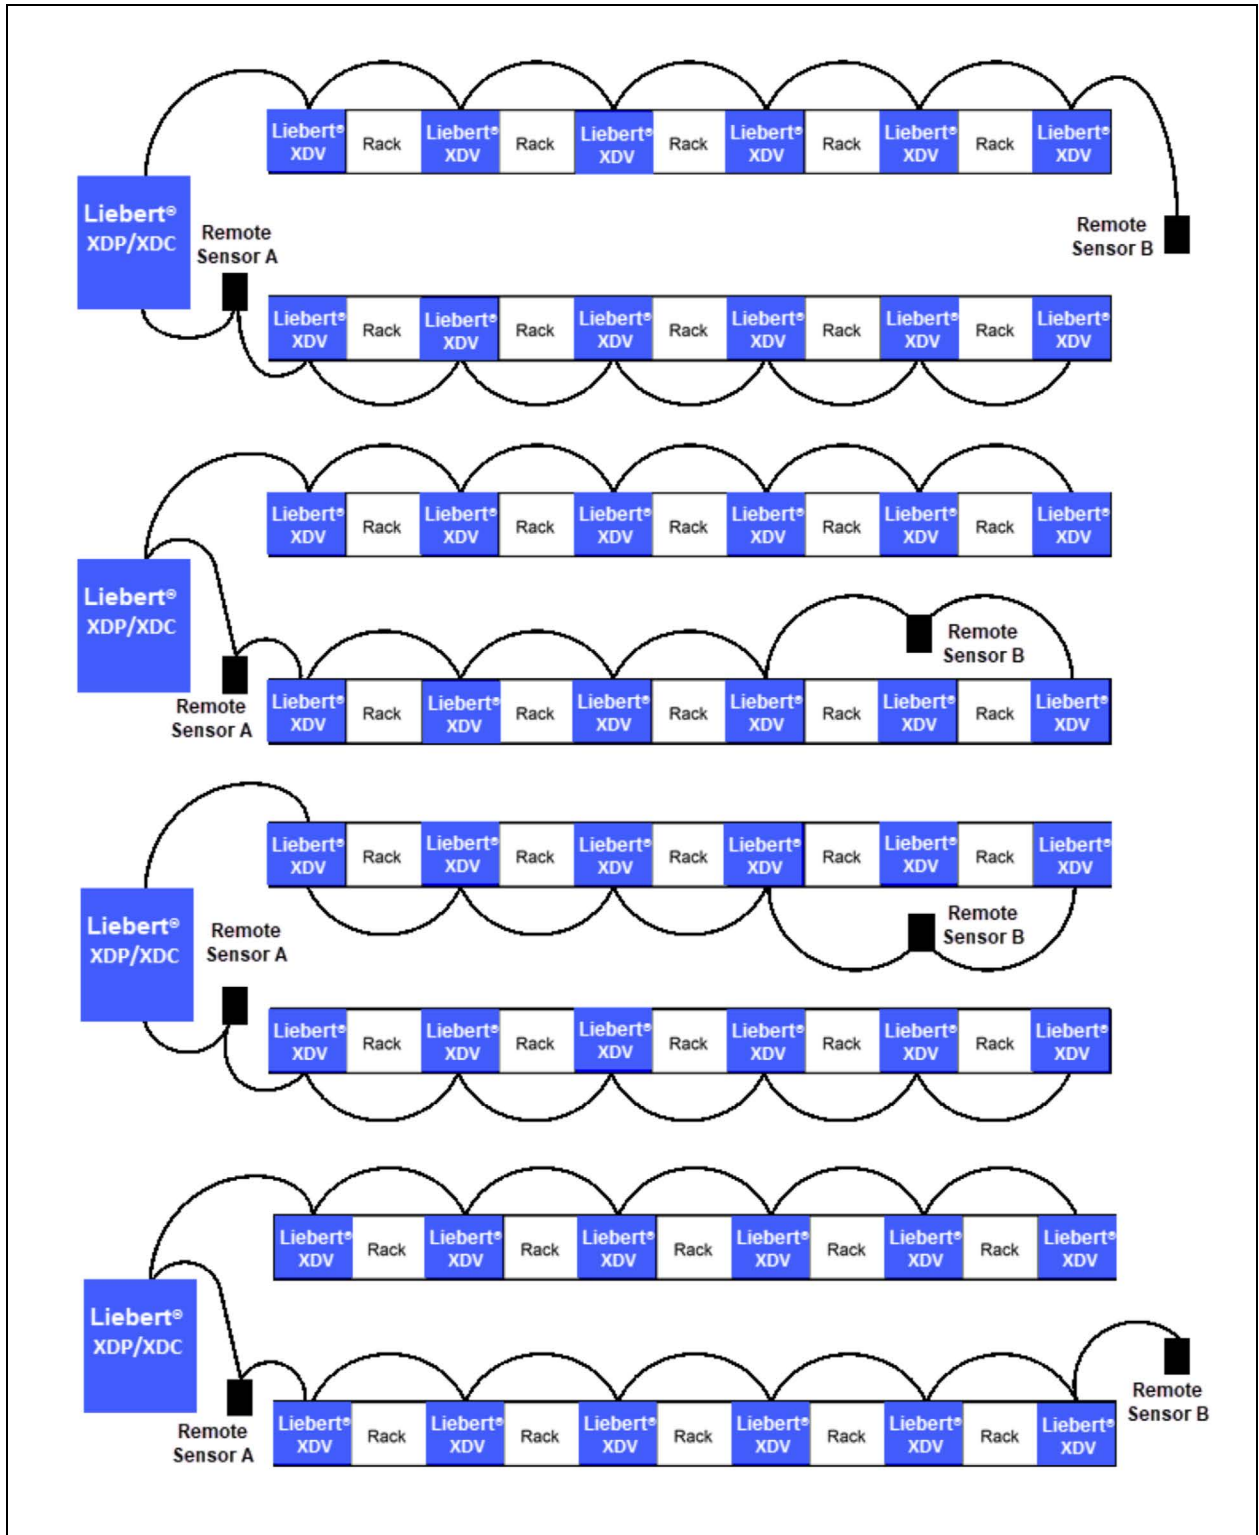 Liebert® XDV Rack Liebert® XDV Rack Liebert® XDV Rack Liebert® XDV Rack Liebert® XDV Rack Liebert® XDV
Liebert®
XDP/XDC
Remote
Sensor A
Remote
Sensor B
Liebert® XDV Rack Liebert® XDV Rack Liebert® XDV Rack Liebert® XDV Rack Liebert® XDV Rack Liebert® XDV
Liebert® XDV Rack Liebert® XDV Rack Liebert® XDV Rack Liebert® XDV Rack Liebert® XDV Rack Liebert® XDV
Liebert®
XDP/XDC
Remote
Sensor B
Remote
Sensor A
Liebert® XDV Rack Liebert® XDV Rack Liebert® XDV Rack Liebert® XDV Rack Liebert® XDV Rack Liebert® XDV
Liebert® XDV Rack Liebert® XDV Rack Liebert® XDV Rack Liebert® XDV Rack Liebert® XDV Rack Liebert® XDV
Liebert®
XDP/XDC
Remote
Sensor A
Remote
Sensor B
Liebert® XDV Rack Liebert® XDV Rack Liebert® XDV Rack Liebert® XDV Rack Liebert® XDV Rack Liebert® XDV
Liebert® XDV Rack Liebert® XDV Rack Liebert® XDV Rack Liebert® XDV Rack Liebert® XDV Rack Liebert® XDV
Liebert®
XDP/XDC
Remote
Sensor A
Remote
Sensor B
Liebert® XDV Rack Liebert® XDV Rack Liebert® XDV Rack Liebert® XDV Rack Liebert® XDV Rack Liebert® XDV